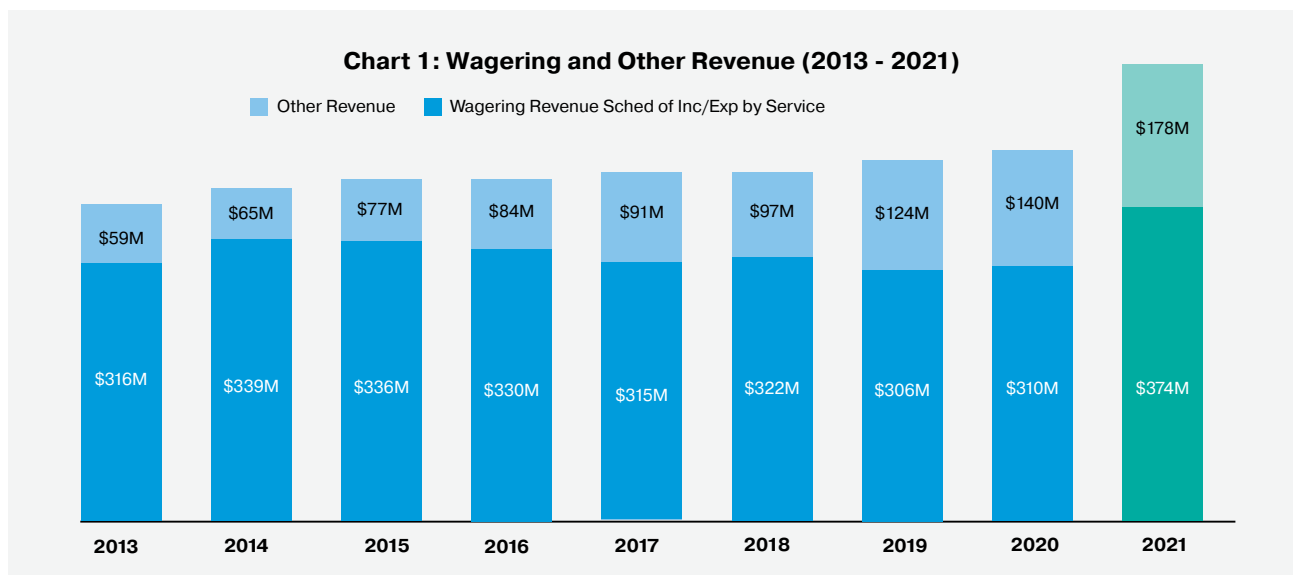 Chart 1: Wagering and Other Revenue (2013 - 2021)
Other Revenue Wagering Revenue Sched of Inc/Exp by Service
$59M $65M $77M $84M $91M $97M $124M $140M $178M
$316M $339M $336M $330M $315M $322M $306M $310M $374M
2013 2014 2015 2016 2017 2018 2019 2020 2021